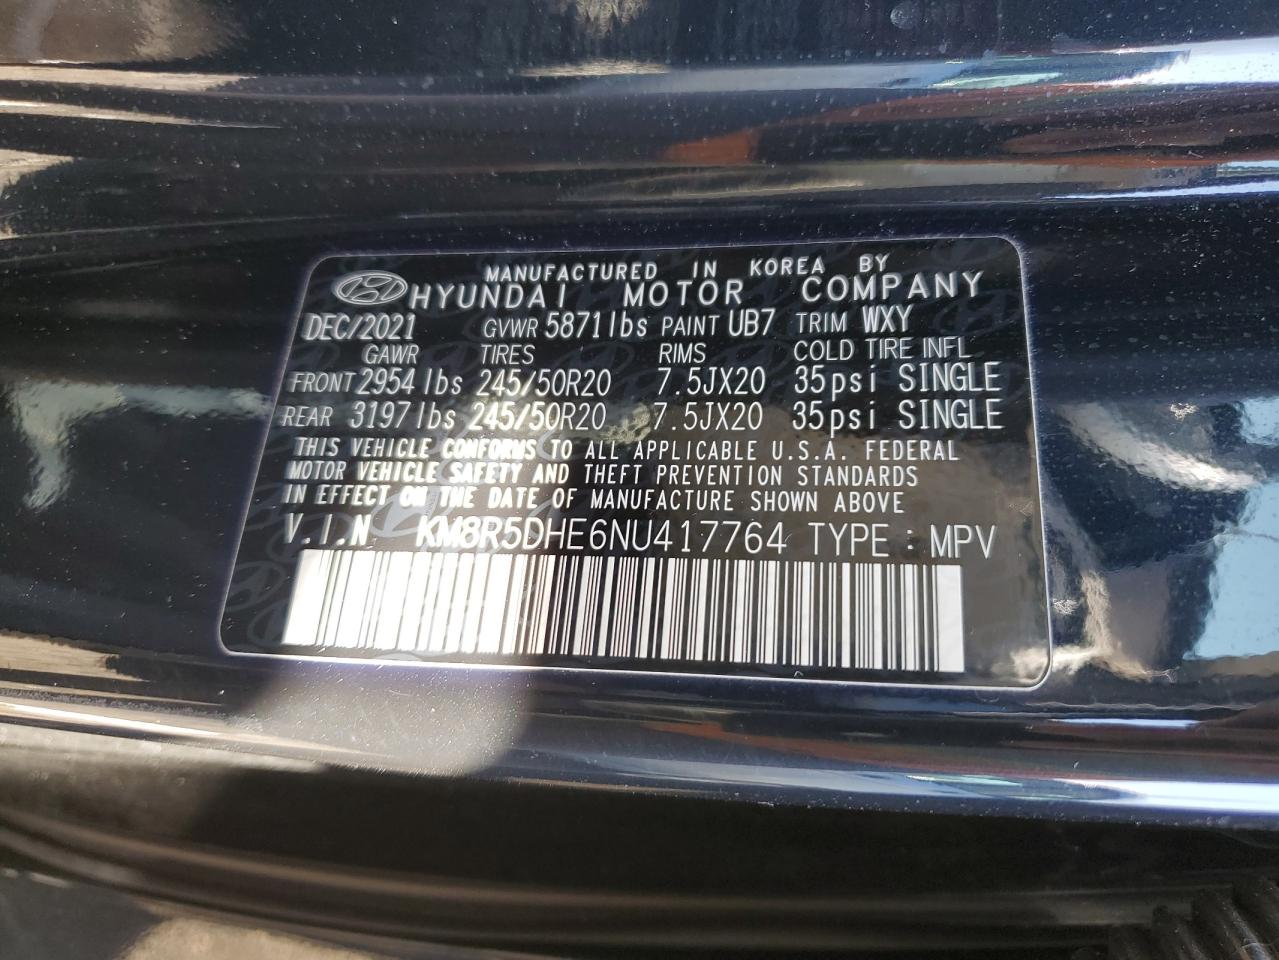 MANUFACTURED IN KOREA BY
HYUNDAI MOTOR COMPANY
DEC/2021 GVWR 5871lbs PAINT UB7 TRIM WXY
GAWR TIRES RIMS COLD TIRE INFL
FRONT 2954lbs 245/50R20 7.5JX20 35psi SINGLE
REAR 3197lbs 245/50R20 7.5JX20 35psi SINGLE
THIS VEHICLE CONFORMS TO ALL APPLICABLE U.S.A. FEDERAL
MOTOR VEHICLE SAFETY AND THEFT PREVENTION STANDARDS
IN EFFECT ON THE DATE OF MANUFACTURE SHOWN ABOVE
V.I.N KM8R5DHE6NU417764 TYPE : MPV